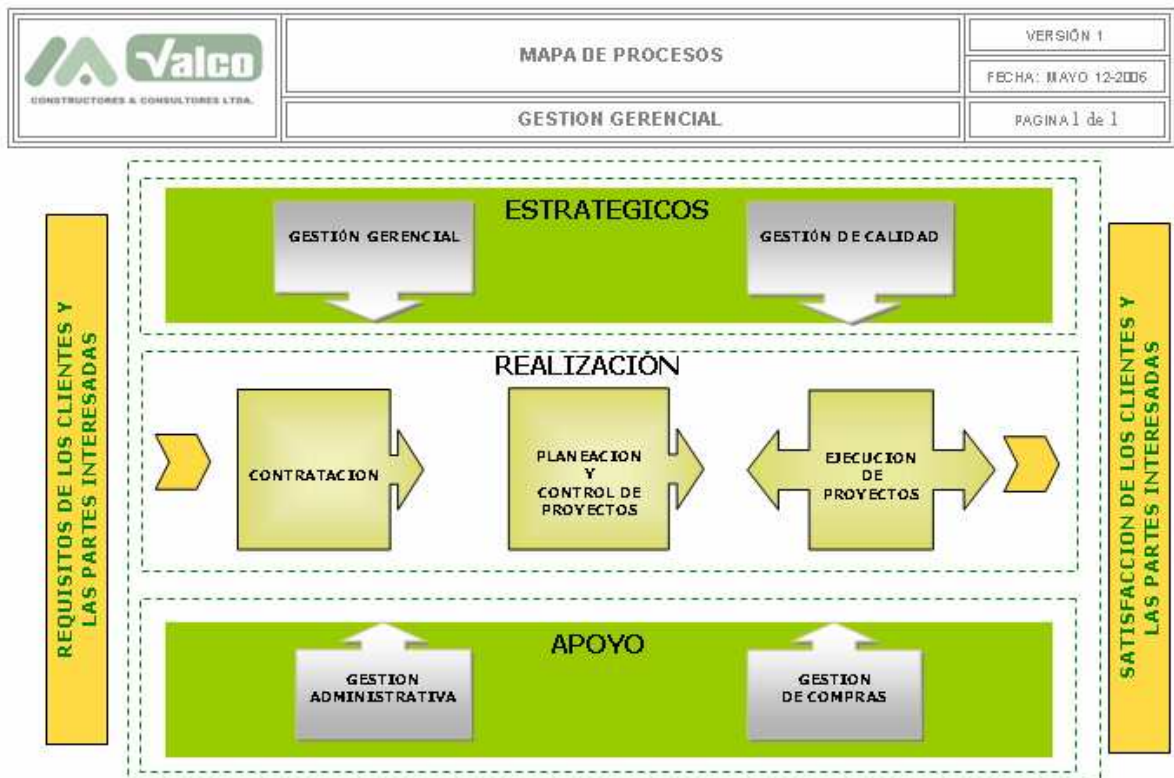 Valco
CONSTRUCTORES & CONSULTORES LTDA.
MAPA DE PROCESOS
GESTION GERENCIAL
VERSIÓN 1
FECHA: MAYO 12-2006
PAGINA 1 de 1
REQUISITOS DE LOS CLIENTES Y
LAS PARTES INTERESADAS
ESTRATEGICOS
GESTIÓN GERENCIAL
GESTIÓN DE CALIDAD
REALIZACIÓN
CONTRATACION
PLANEACION
Y
CONTROL DE
PROYECTOS
EJECUCION
DE
PROYECTOS
APOYO
GESTION
ADMINISTRATIVA
GESTION
DE COMPRAS
SATISFACCION DE LOS CLIENTES Y
LAS PARTES INTERESADAS